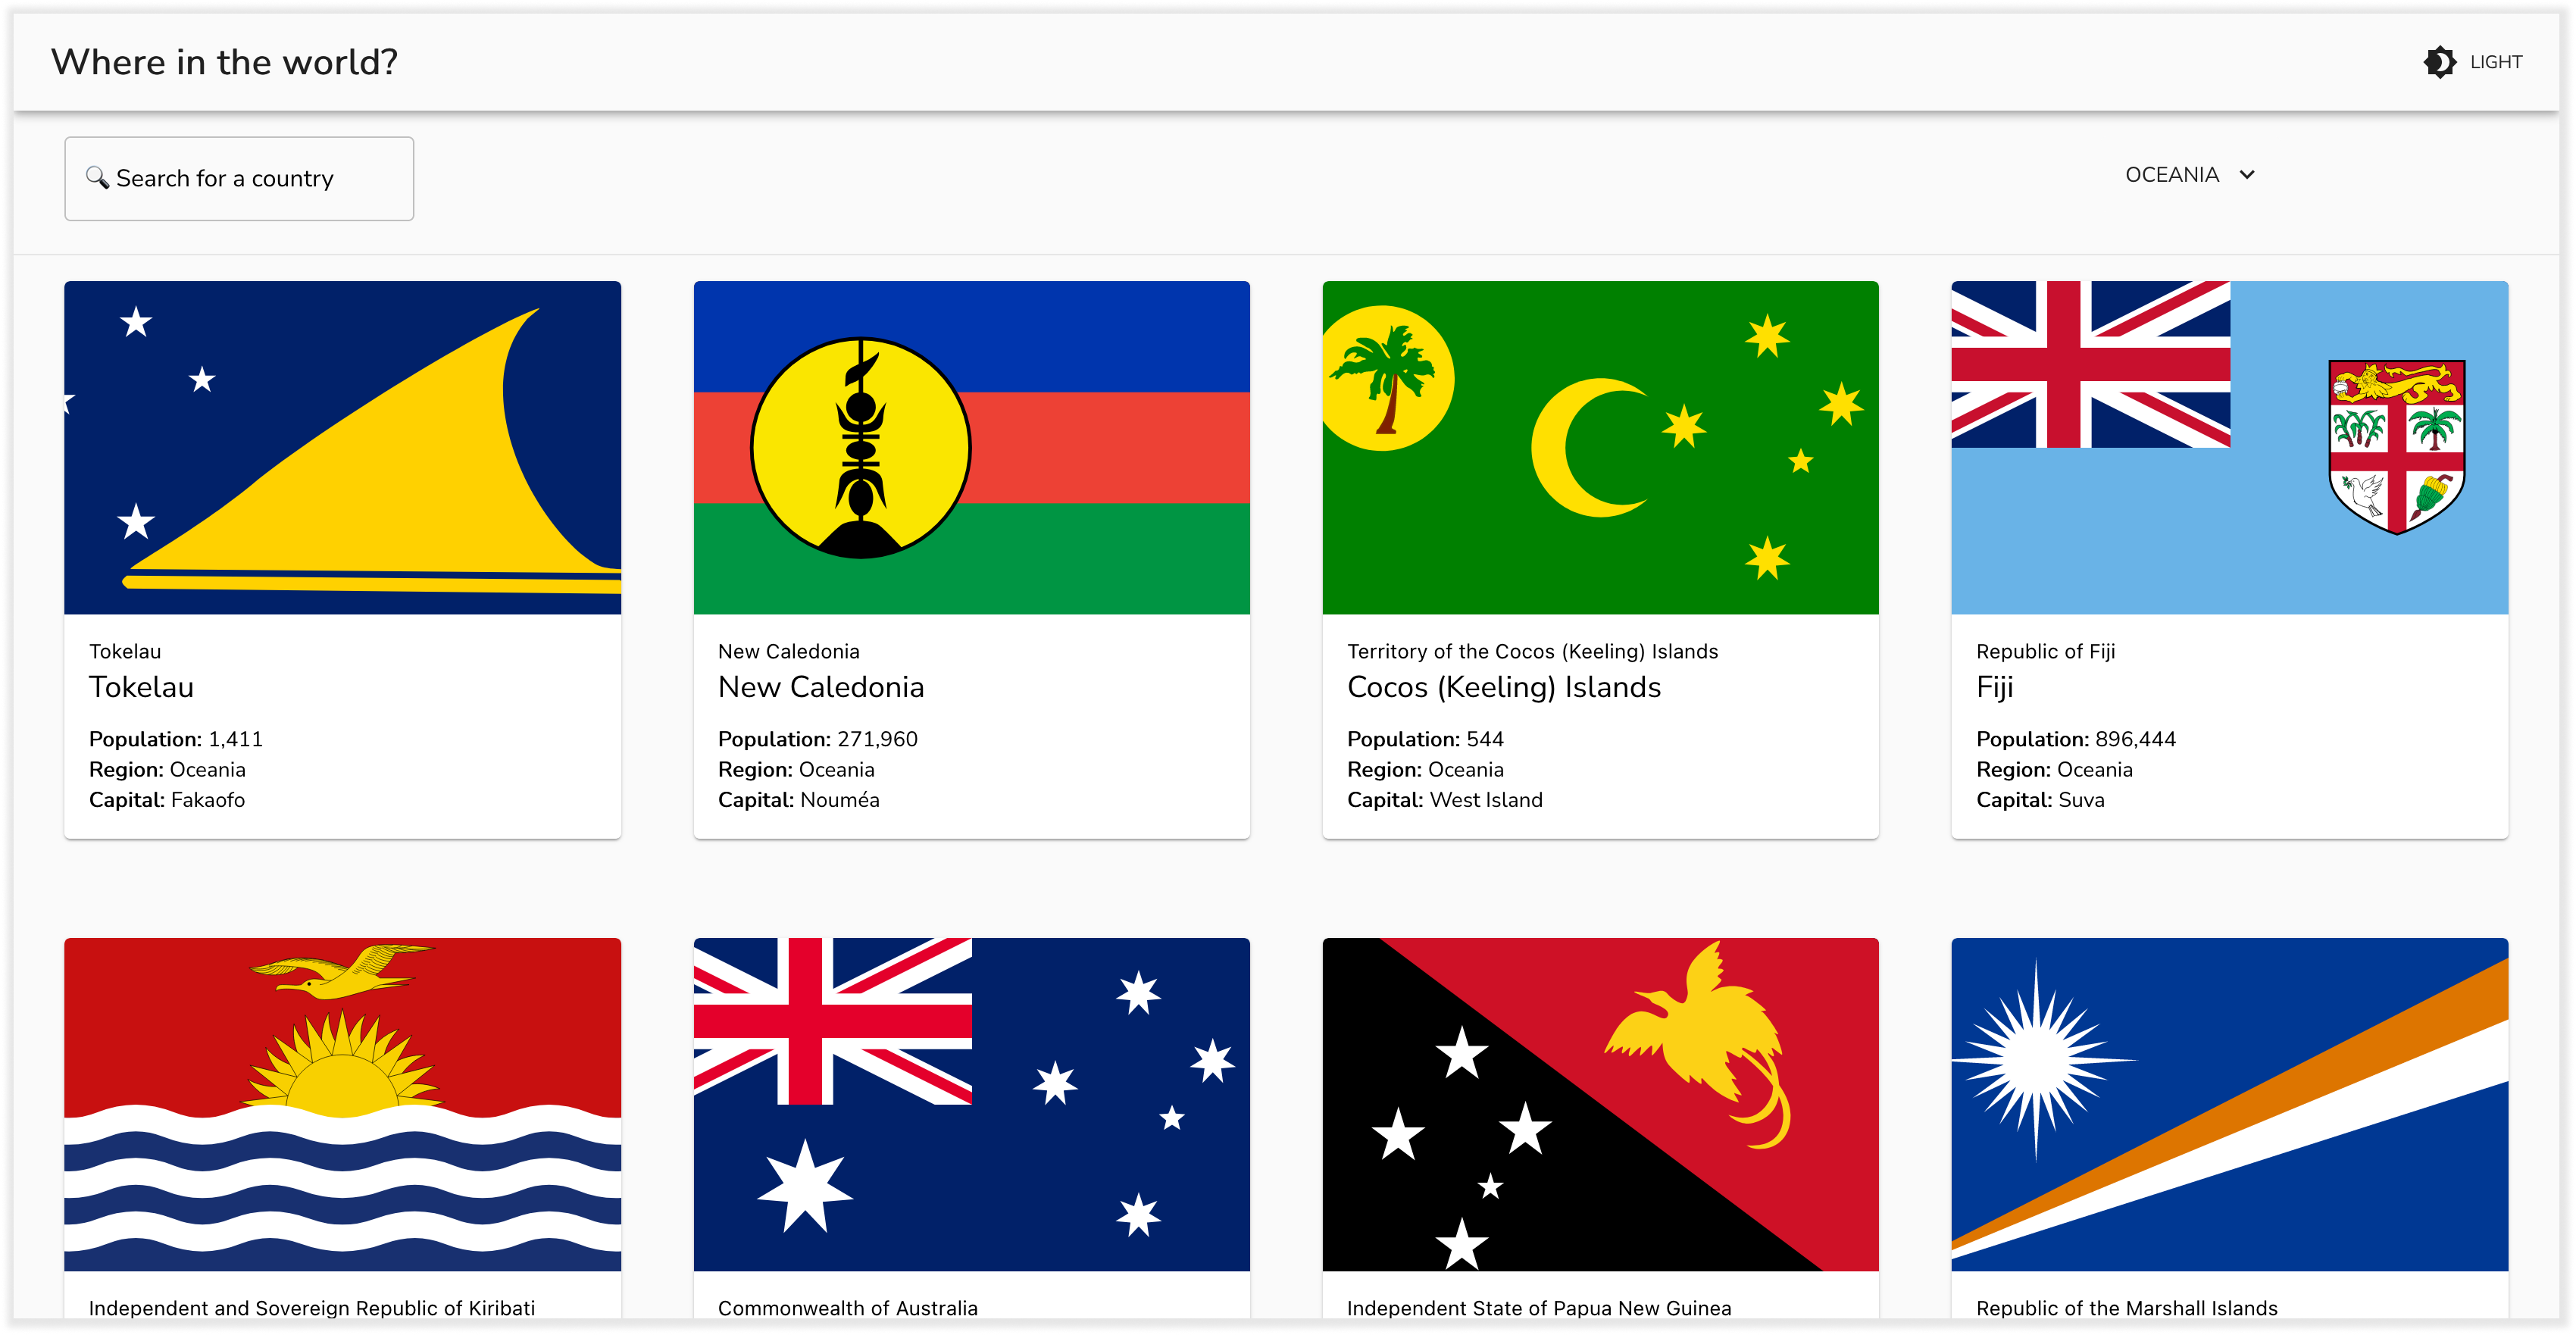 Where in the world?
LIGHT
Search for a country
OCEANIA
Tokelau
Tokelau
Population: 1,411
Region: Oceania
Capital: Fakaofo
New Caledonia
New Caledonia
Population: 271,960
Region: Oceania
Capital: Nouméa
Territory of the Cocos (Keeling) Islands
Cocos (Keeling) Islands
Population: 544
Region: Oceania
Capital: West Island
Republic of Fiji
Fiji
Population: 896,444
Region: Oceania
Capital: Suva
Independent and Sovereign Republic of Kiribati
Commonwealth of Australia
Independent State of Papua New Guinea
Republic of the Marshall Islands